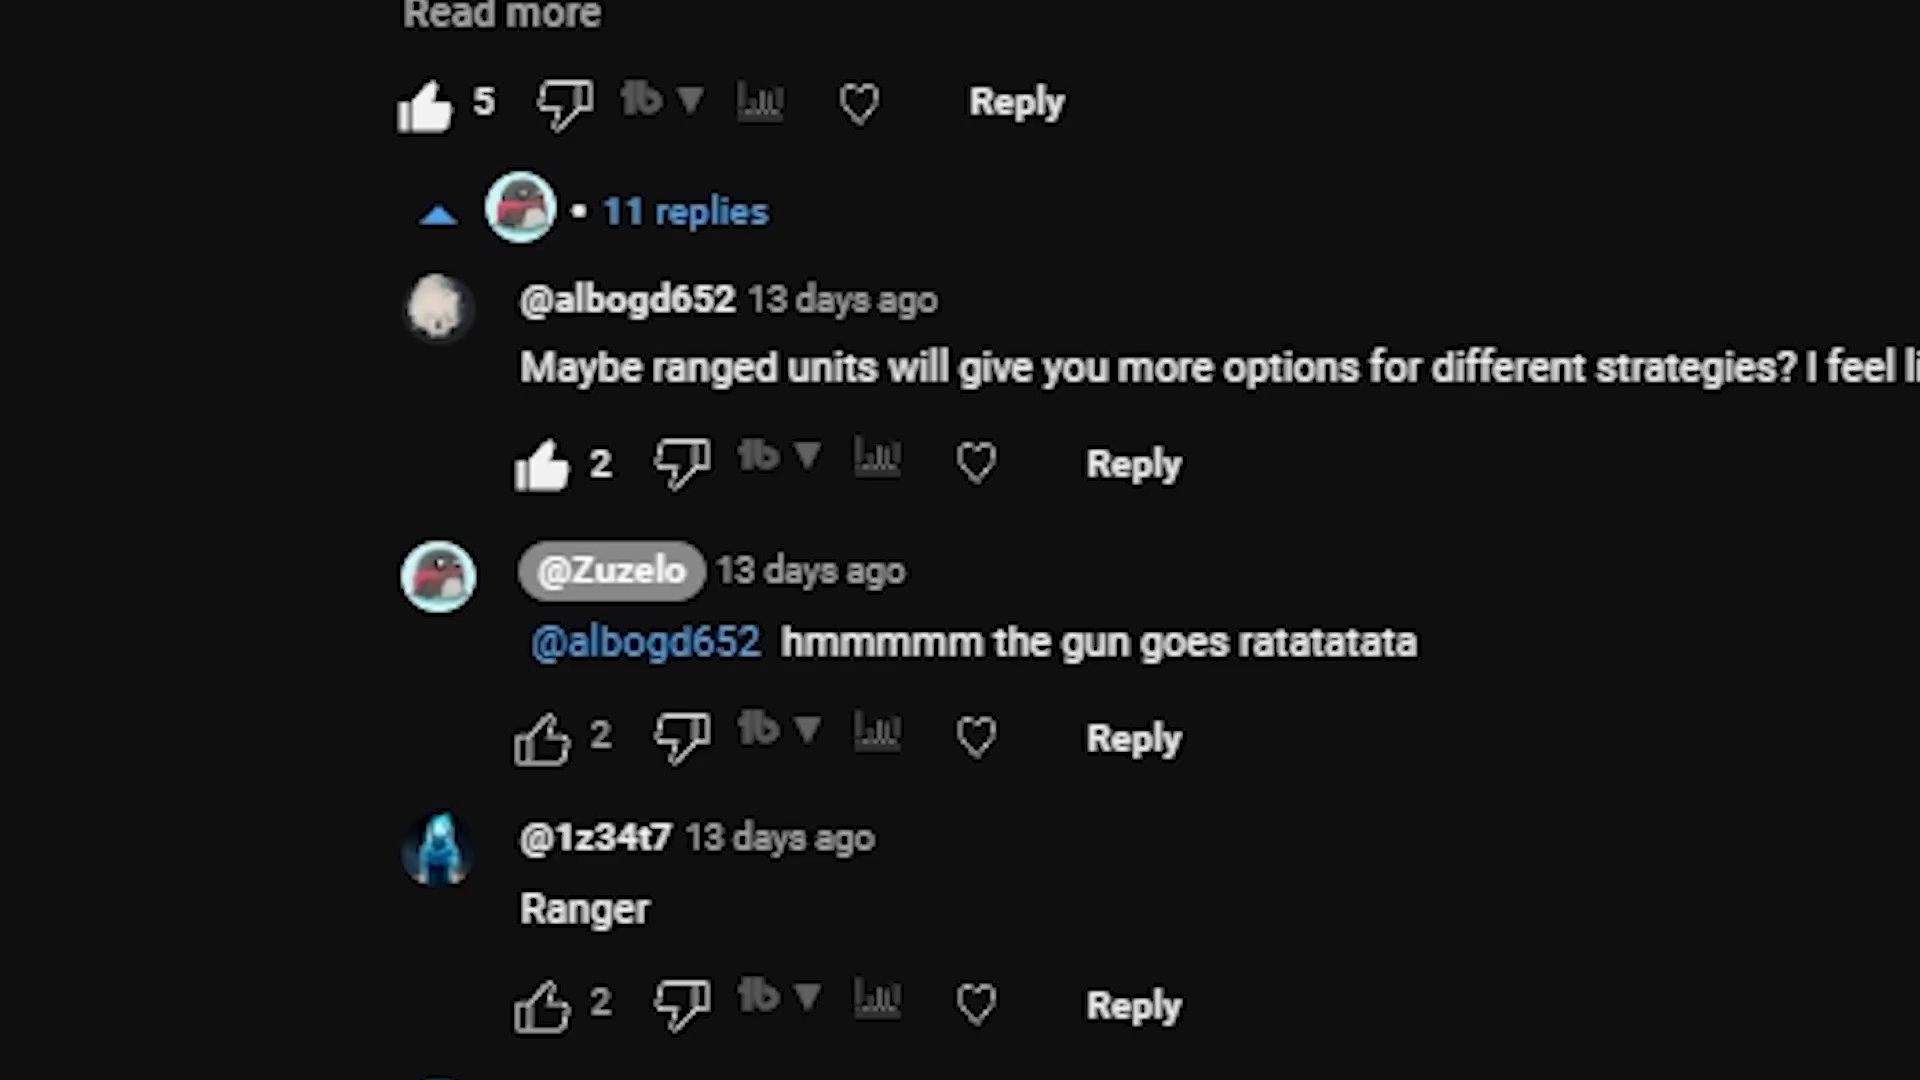 Read more
5 Reply
• 11 replies
@albogd652 13 days ago
Maybe ranged units will give you more options for different strategies? I feel li
2 Reply
@Zuzelo 13 days ago
@albogd652 hmmmmm the gun goes ratatatata
2 Reply
@1z34t7 13 days ago
Ranger
2 Reply